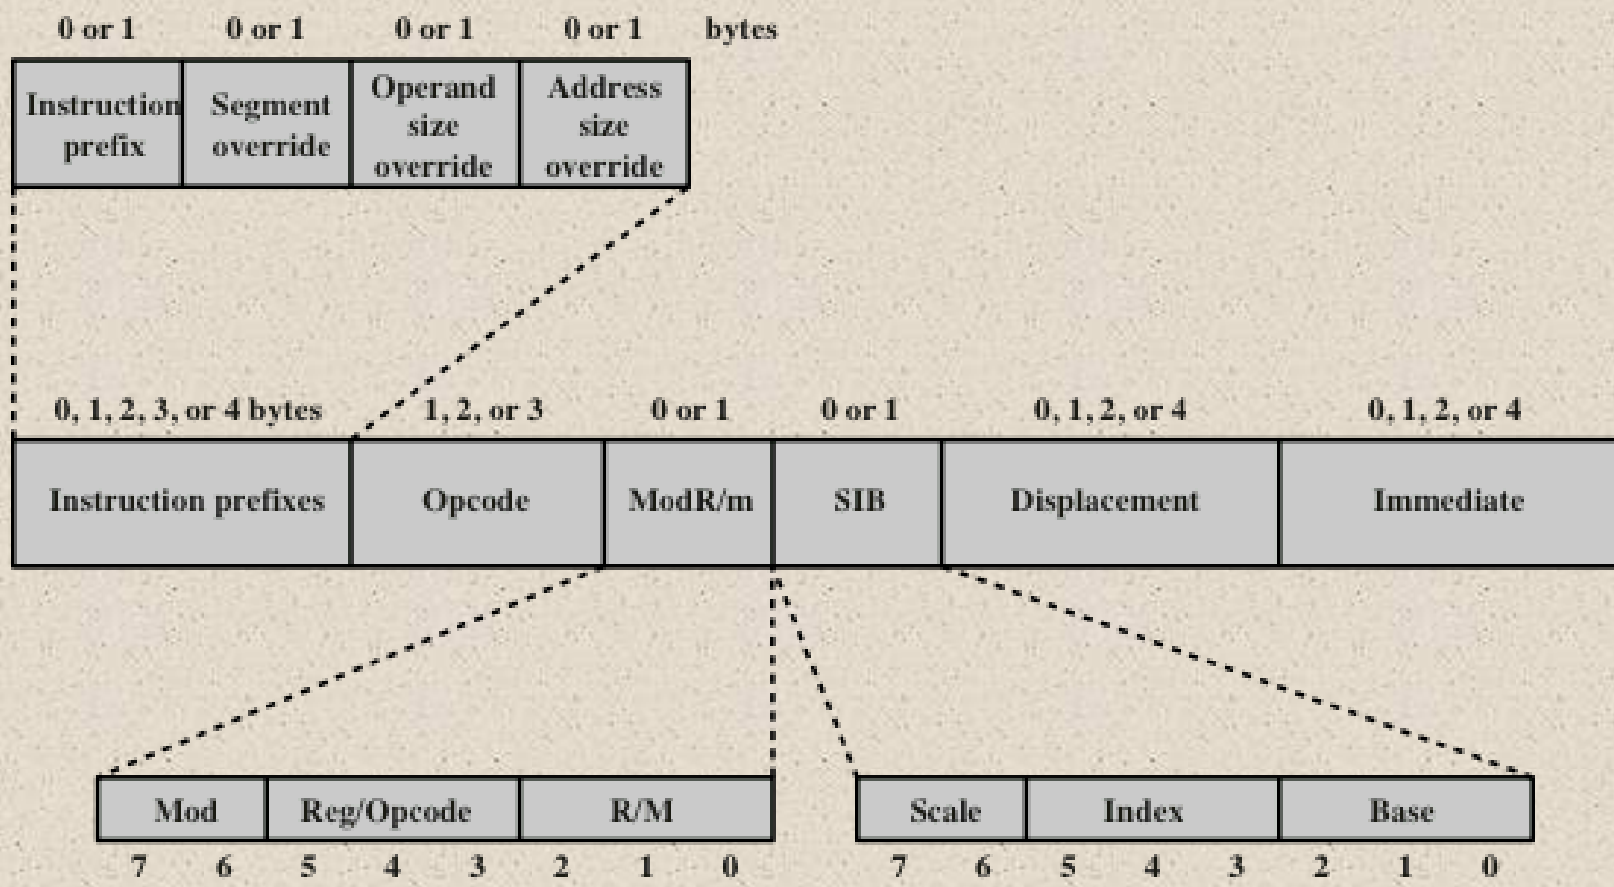 0 or 1 0 or 1 0 or 1 0 or 1 bytes
Instruction prefix
Segment override
Operand size override
Address size override
0, 1, 2, 3, or 4 bytes 1, 2, or 3 0 or 1 0 or 1 0, 1, 2, or 4 0, 1, 2, or 4
Instruction prefixes Opcode ModR/m SIB Displacement Immediate
Mod Reg/Opcode R/M Scale Index Base
7 6 5 4 3 2 1 0 7 6 5 4 3 2 1 0